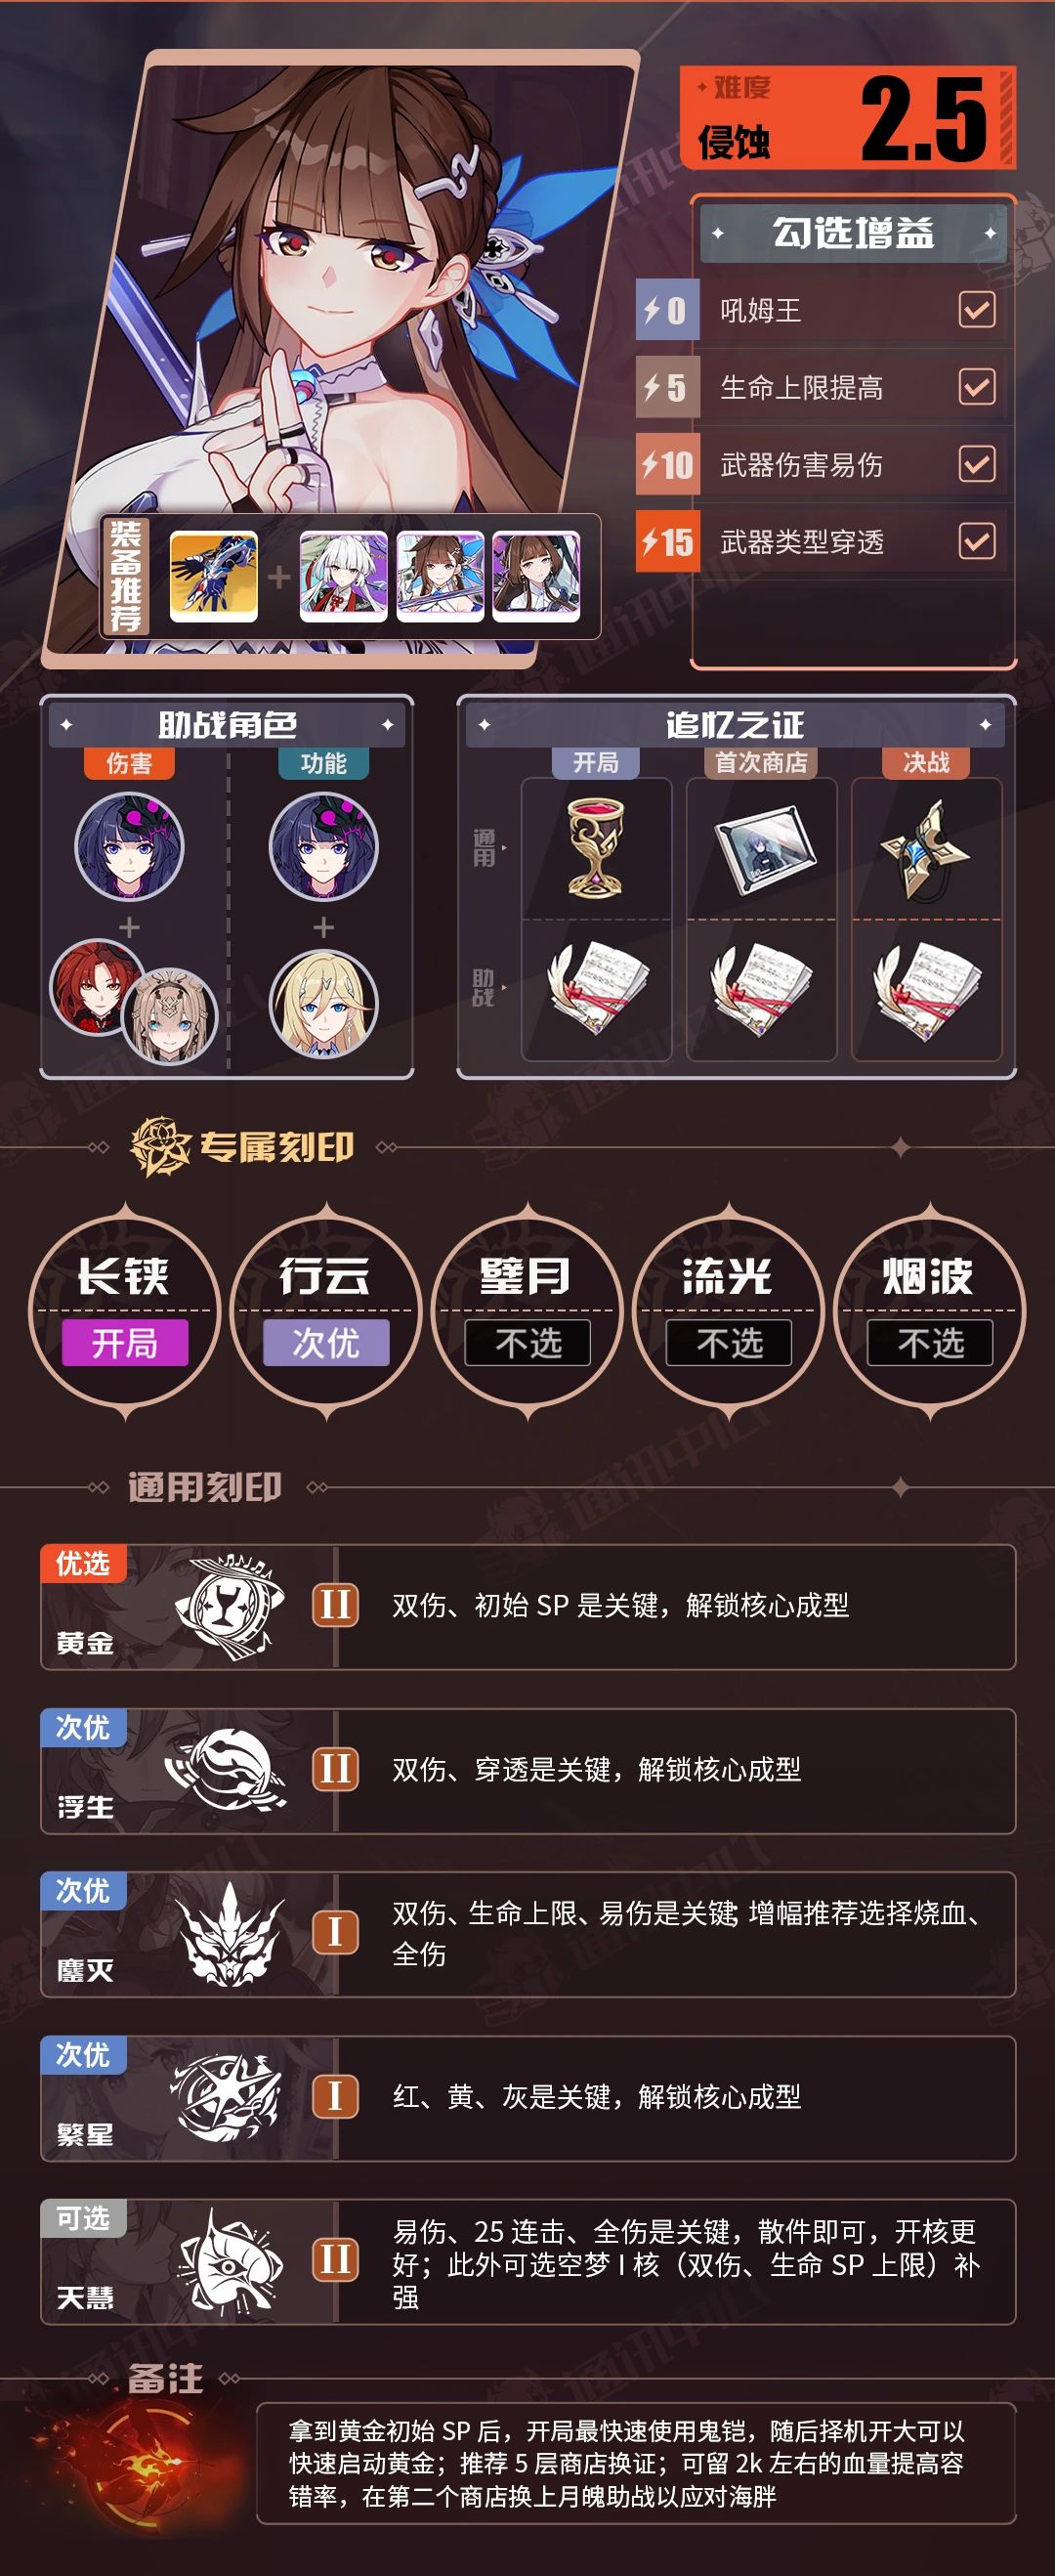 难度
侵蚀
2.5
勾选增益
0 吼姆王
5 生命上限提高
10 武器伤害易伤
15 武器类型穿透
装备推荐
助战角色
伤害
功能
追忆之证
开局
首次商店
决战
通用
助战
专属刻印
长铗
开局
行云
次优
璧月
不选
流光
不选
烟波
不选
通用刻印
优选
黄金
II
双伤、初始 SP 是关键，解锁核心成型
次优
浮生
II
双伤、穿透是关键，解锁核心成型
次优
鏖灭
I
双伤、生命上限、易伤是关键；增幅推荐选择烧血、
全伤
次优
繁星
I
红、黄、灰是关键，解锁核心成型
可选
天慧
II
易伤、25 连击、全伤是关键，散件即可，开核更
好；此外可选空梦 I 核（双伤、生命 SP 上限）补
强
备注
拿到黄金初始 SP 后，开局最快速使用鬼铠，随后择机开大可以
快速启动黄金；推荐 5 层商店换证；可留 2k 左右的血量提高容
错率，在第二个商店换上月魄助战以应对海胖